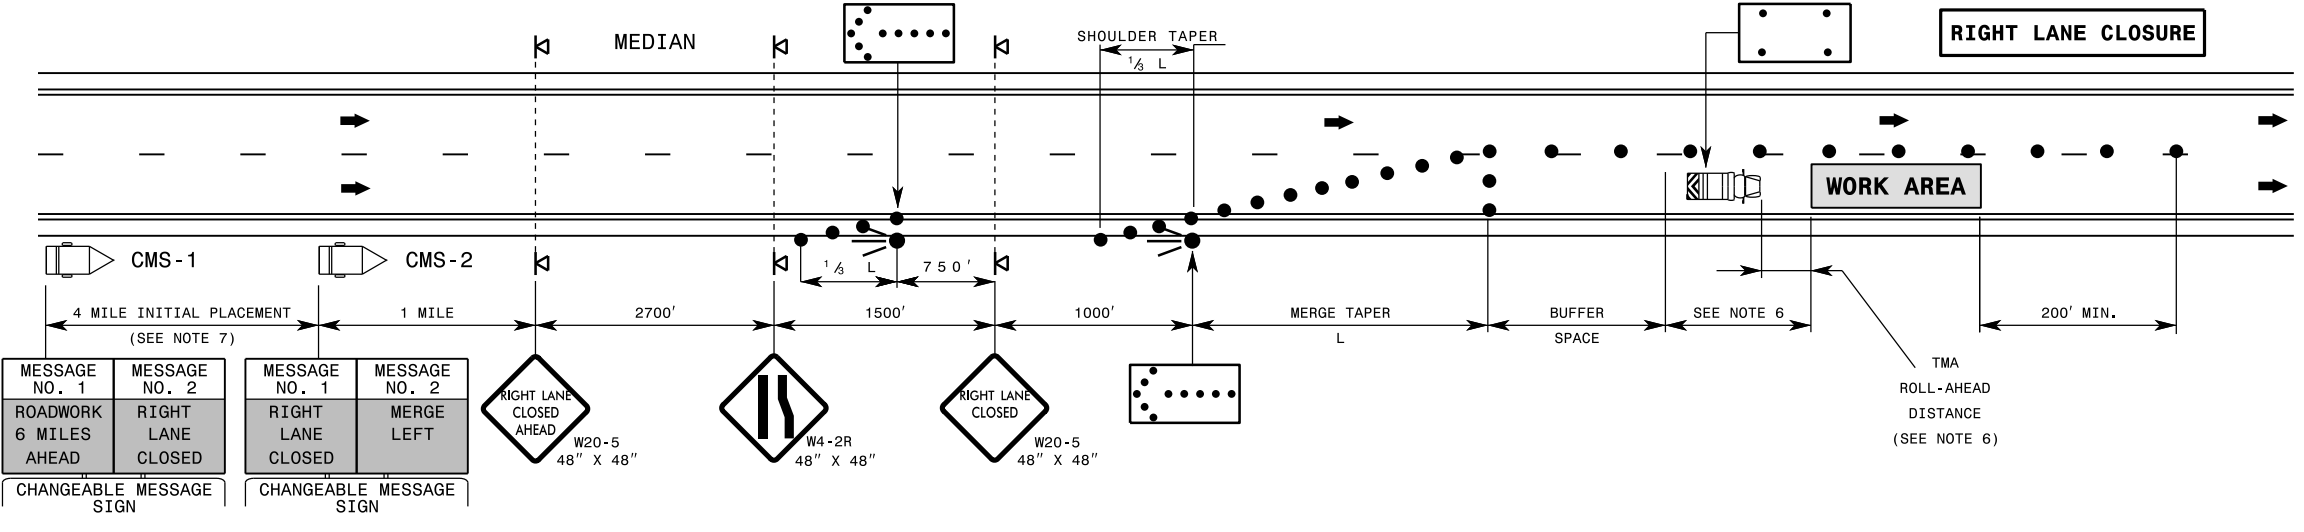 MEDIAN
SHOULDER TAPER
1/3 L
RIGHT LANE CLOSURE
WORK AREA
CMS-1
CMS-2
1/3 L
750'
4 MILE INITIAL PLACEMENT
(SEE NOTE 7)
1 MILE
2700'
1500'
1000'
MERGE TAPER
L
BUFFER
SPACE
SEE NOTE 6
200' MIN.
TMA
ROLL-AHEAD
DISTANCE
(SEE NOTE 6)
MESSAGE
NO. 1
ROADWORK
6 MILES
AHEAD
MESSAGE
NO. 2
RIGHT
LANE
CLOSED
CHANGEABLE MESSAGE
SIGN
MESSAGE
NO. 1
RIGHT
LANE
CLOSED
MESSAGE
NO. 2
MERGE
LEFT
CHANGEABLE MESSAGE
SIGN
RIGHT LANE
CLOSED
AHEAD
W20-5
48" X 48"
W4-2R
48" X 48"
RIGHT LANE
CLOSED
W20-5
48" X 48"